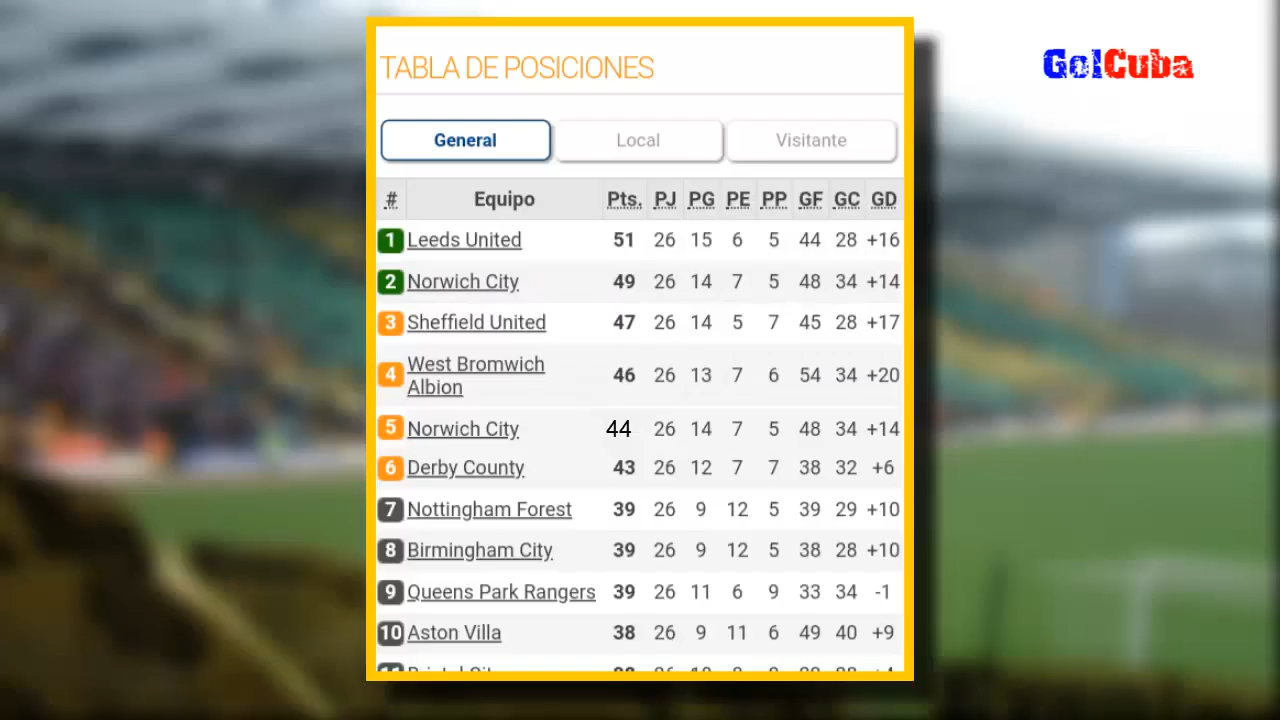 GolCuba
TABLA DE POSICIONES
General Local Visitante
# Equipo Pts. PJ PG PE PP GF GC GD
1 Leeds United 51 26 15 6 5 44 28 +16
2 Norwich City 49 26 14 7 5 48 34 +14
3 Sheffield United 47 26 14 5 7 45 28 +17
4 West Bromwich
Albion 46 26 13 7 6 54 34 +20
5 Norwich City 44 26 14 7 5 48 34 +14
6 Derby County 43 26 12 7 7 38 32 +6
7 Nottingham Forest 39 26 9 12 5 39 29 +10
8 Birmingham City 39 26 9 12 5 38 28 +10
9 Queens Park Rangers 39 26 11 6 9 33 34 -1
10 Aston Villa 38 26 9 11 6 49 40 +9